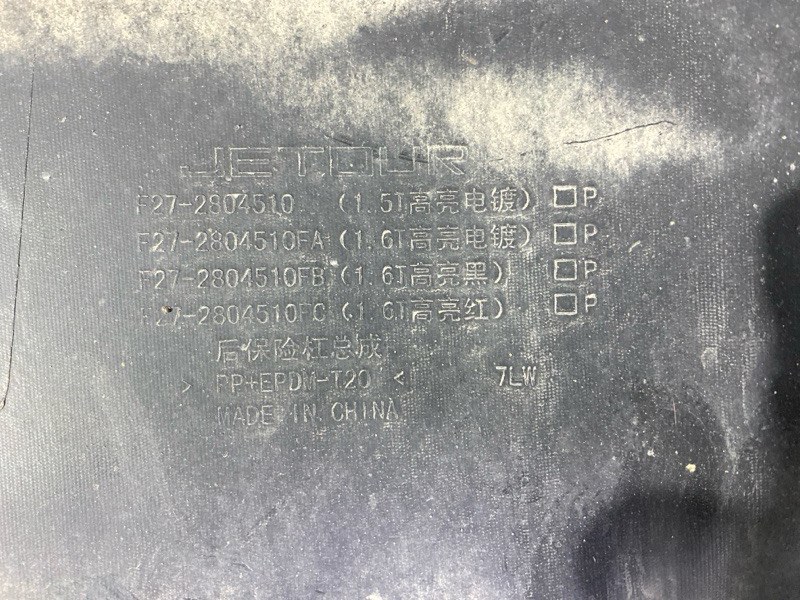 JETOUR
F27-2804510 (1.5T高亮电镀) □P
F27-2804510FA (1.6T高亮电镀) □P
F27-2804510FB (1.6T高亮黑) □P
F27-2804510FC (1.6T高亮红) □P
后保险杠总成
> PP+EPDM-T20 < 7LW
MADE IN CHINA